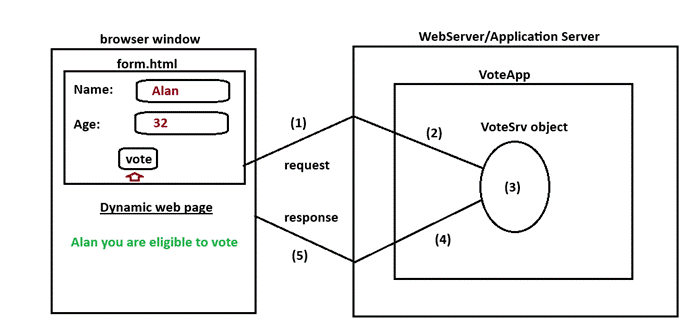 browser window
form.html
Name: Alan
Age: 32
vote
Dynamic web page
Alan you are eligible to vote
(1)
request
response
(5)
WebServer/Application Server
VoteApp
(2)
VoteSrv object
(3)
(4)